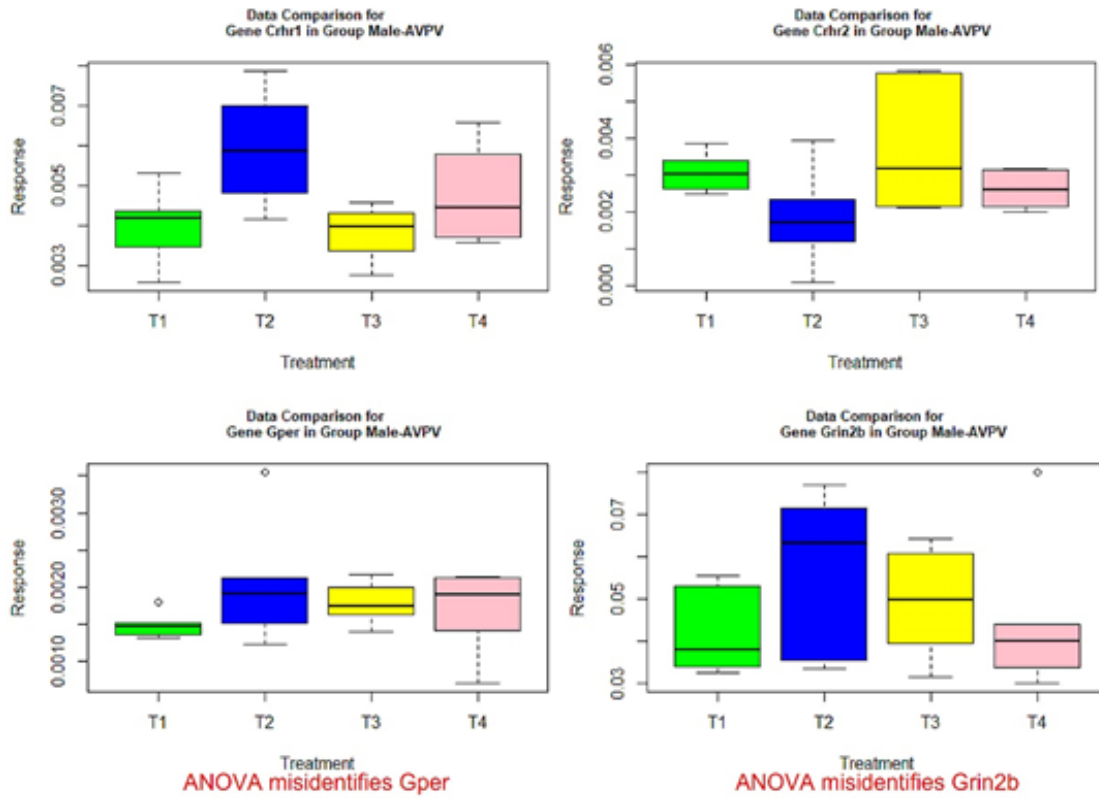 Data Comparison for
Gene Crhr1 in Group Male-AVPV
Response
0.007
0.005
0.003
T1 T2 T3 T4
Treatment
Data Comparison for
Gene Crhr2 in Group Male-AVPV
Response
0.006
0.004
0.002
0.000
T1 T2 T3 T4
Treatment
Data Comparison for
Gene Gper in Group Male-AVPV
Response
0.0030
0.0020
0.0010
T1 T2 T3 T4
Treatment
ANOVA misidentifies Gper
Data Comparison for
Gene Grin2b in Group Male-AVPV
Response
0.07
0.05
0.03
T1 T2 T3 T4
Treatment
ANOVA misidentifies Grin2b